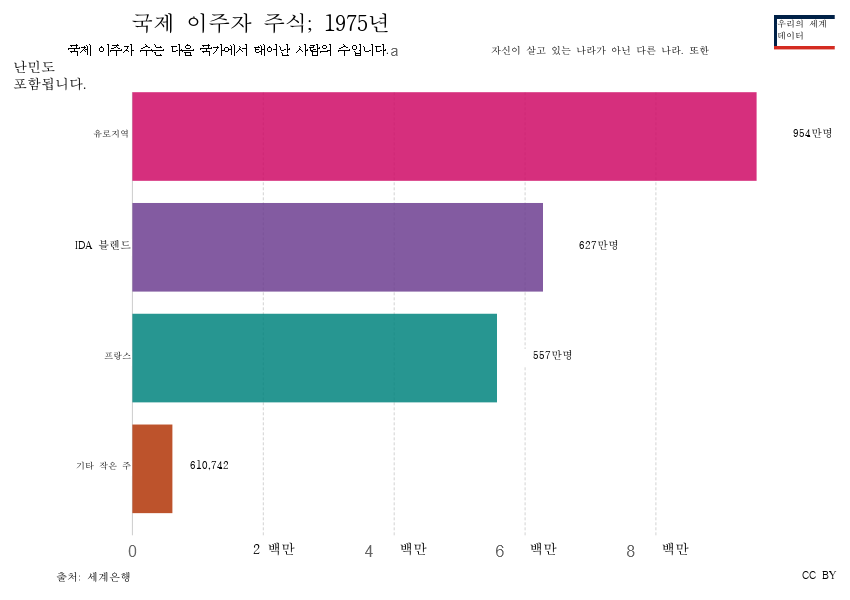 국제 이주자 주식; 1975년
우리의 세계
데이터
국제 이주자 수는 다음 국가에서 태어난 사람의 수입니다.a 자신이 살고 있는 나라가 아닌 다른 나라. 또한
난민도
포함됩니다.
유로지역 954만명
IDA 블렌드 627만명
프랑스 557만명
기타 작은 주 610,742
0 2 백만 4 백만 6 백만 8 백만
출처: 세계은행 CC BY